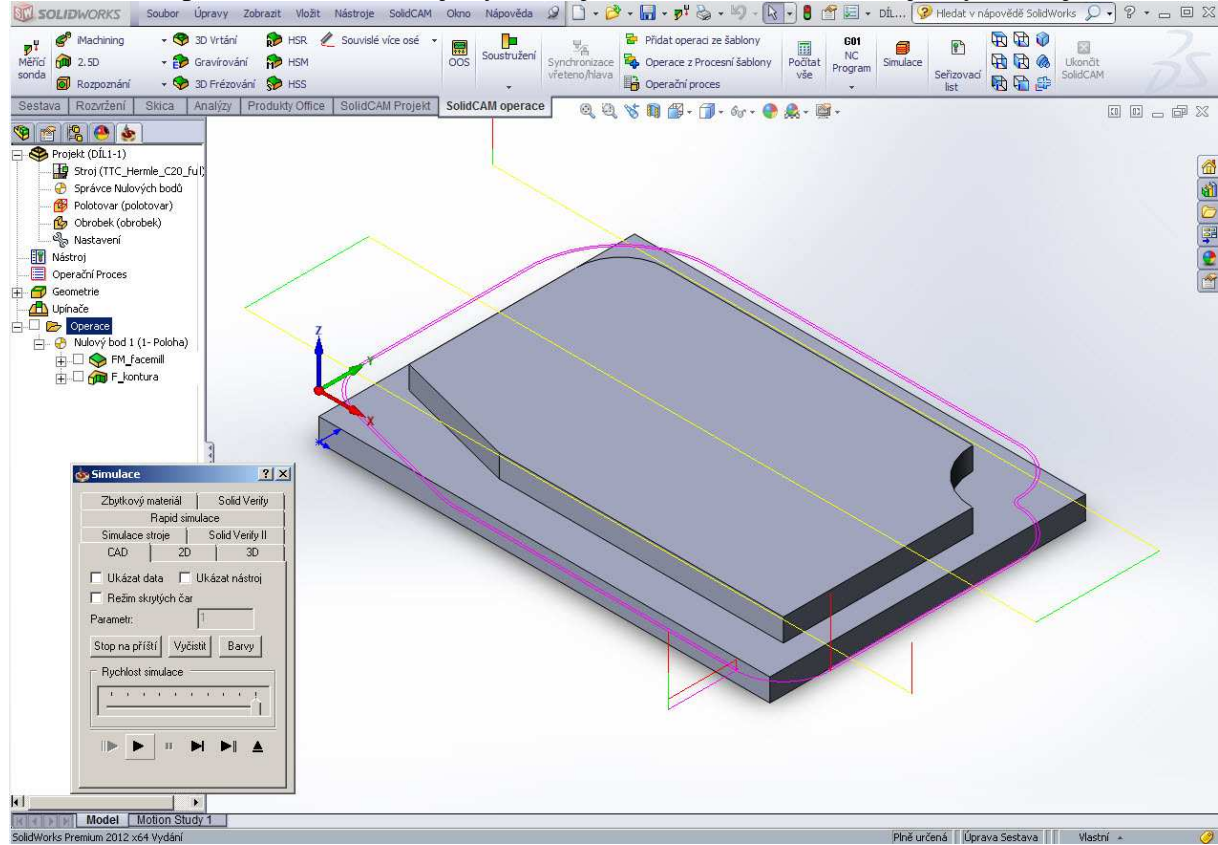 SOLIDWORKS Soubor Úpravy Zobrazit Vložit Nástroje SolidCAM Okno Nápověda DÍL... Hledat v nápovědě SolidWorks
iMachining 3D Vrtání HSR Souvislé více osé
Měřicí sonda
2.5D Gravírování HSM
Rozpoznání 3D Frézování HSS
OOS
Soustružení
Synchronizace vřeteno/hlava
Přidat operaci ze šablony
Operace z Procesní šablony
Operační proces
Počítat vše
G01
NC Program
Simulace
Seřizovací list
Ukončit SolidCAM
Sestava Rozvržení Skica Analýzy Produkty Office SolidCAM Projekt SolidCAM operace
Projekt (DÍL1-1)
Stroj (TTC_Hermle_C20_ful
Správce Nulových bodů
Polotovar (polotovar)
Obrobek (obrobek)
Nastavení
Nástroj
Operační Proces
Geometrie
Upínače
Operace
Nulový bod 1 (1- Poloha)
FM_facemill
F_kontura
Z
Y
X
Simulace
Zbytkový materiál Solid Verify
Rapid simulace
Simulace stroje Solid Verify II
CAD 2D 3D
Ukázat data Ukázat nástroj
Režim skrytých čar
Parametr: 1
Stop na příští Vyčistit Barvy
Rychlost simulace
Model Motion Study 1
SolidWorks Premium 2012 x64 Vydání Plně určená Úprava Sestava Vlastní